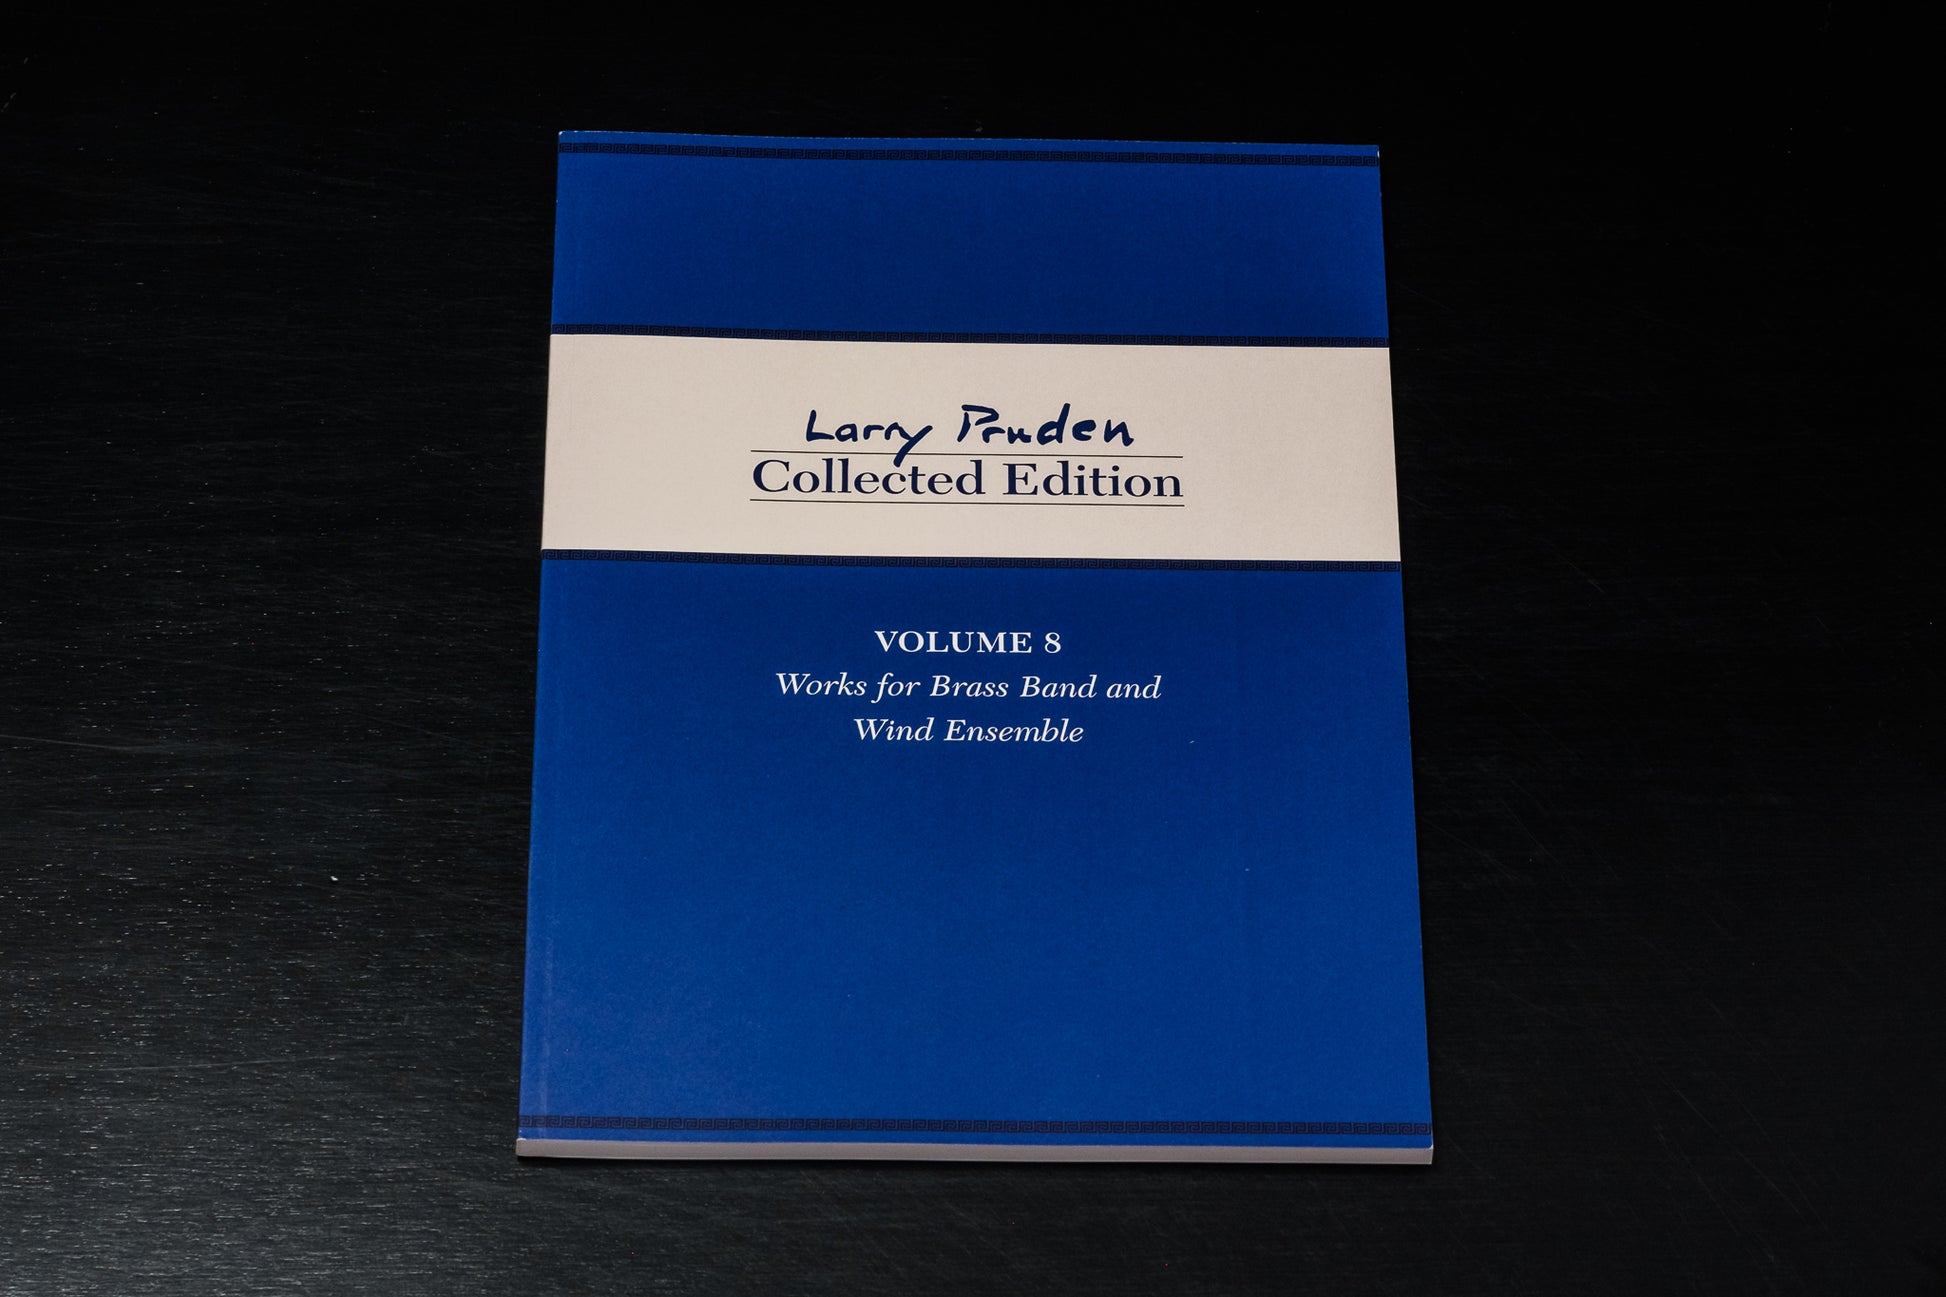 Larry Pruden
Collected Edition
VOLUME 8
Works for Brass Band and
Wind Ensemble